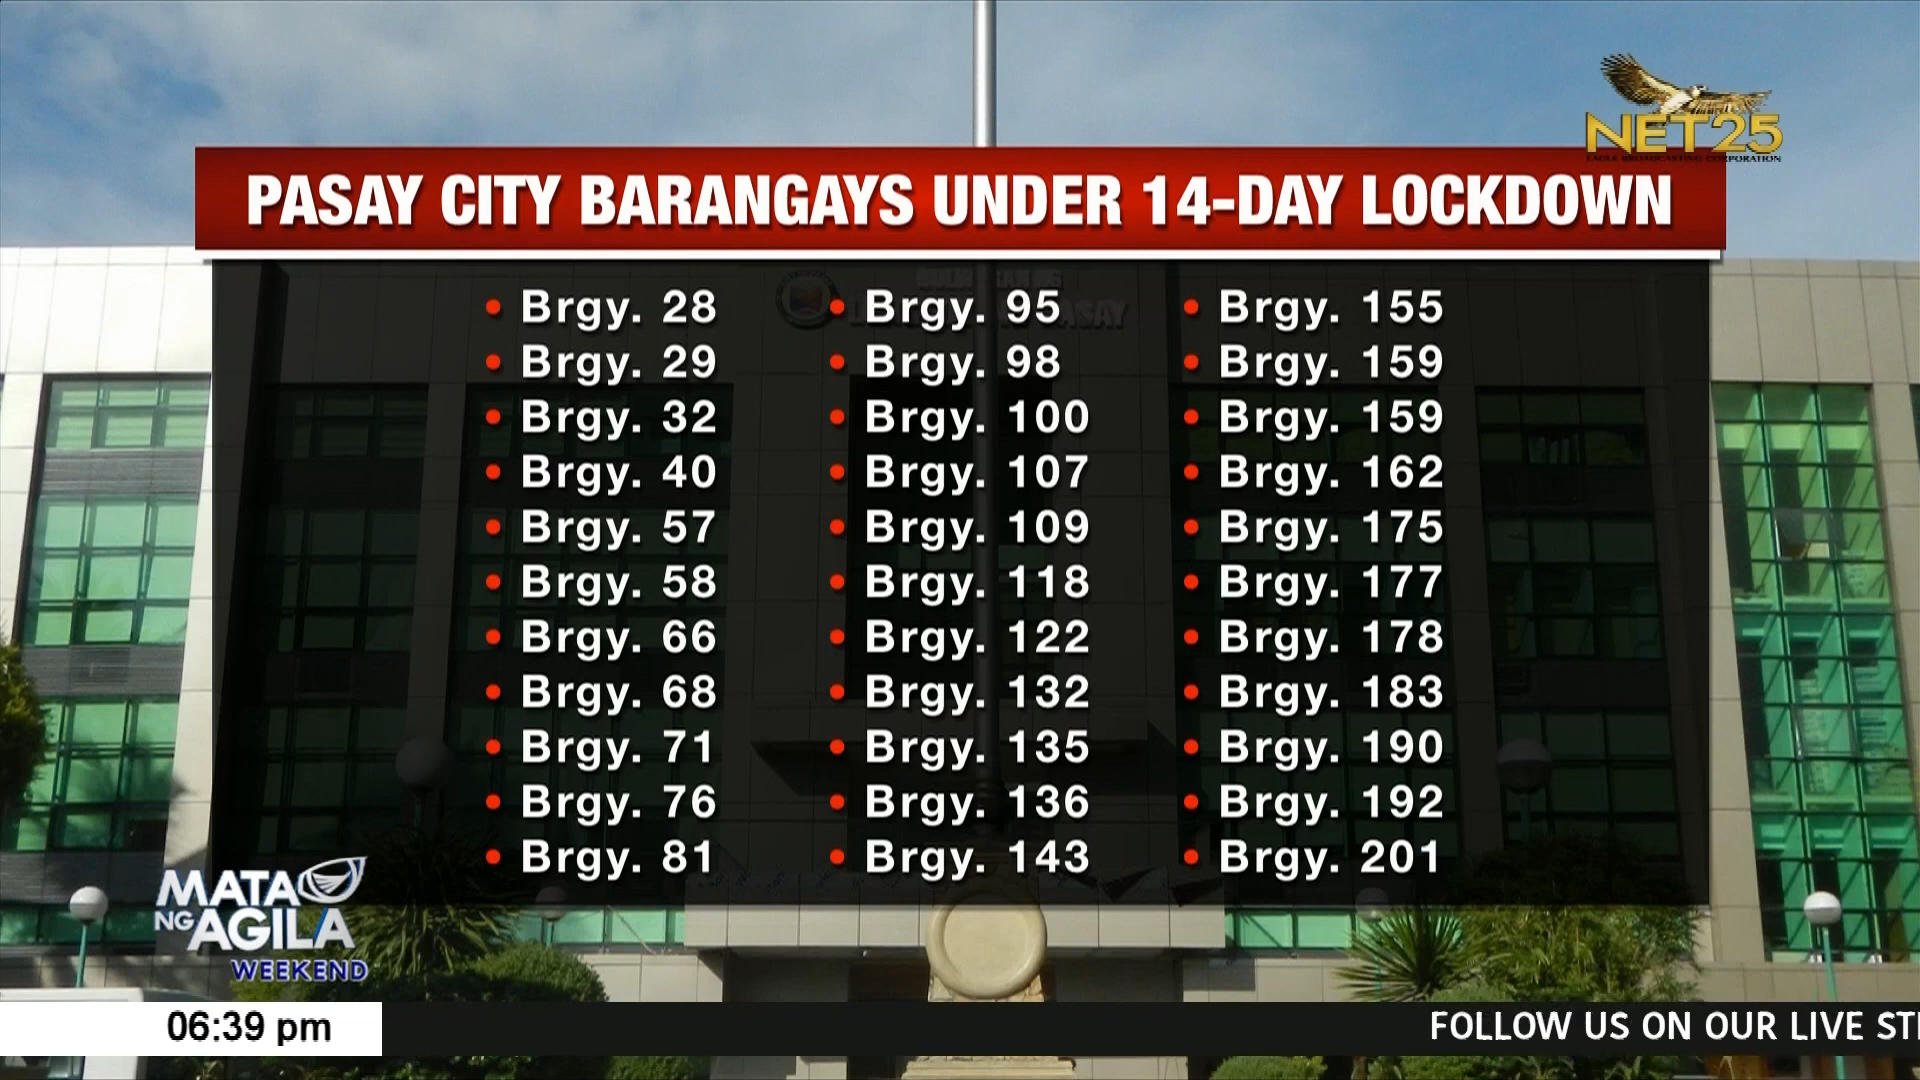 NET25
EAGLE BROADCASTING CORPORATION
PASAY CITY BARANGAYS UNDER 14-DAY LOCKDOWN
• Brgy. 28
• Brgy. 29
• Brgy. 32
• Brgy. 40
• Brgy. 57
• Brgy. 58
• Brgy. 66
• Brgy. 68
• Brgy. 71
• Brgy. 76
• Brgy. 81
• Brgy. 95
• Brgy. 98
• Brgy. 100
• Brgy. 107
• Brgy. 109
• Brgy. 118
• Brgy. 122
• Brgy. 132
• Brgy. 135
• Brgy. 136
• Brgy. 143
• Brgy. 155
• Brgy. 159
• Brgy. 159
• Brgy. 162
• Brgy. 175
• Brgy. 177
• Brgy. 178
• Brgy. 183
• Brgy. 190
• Brgy. 192
• Brgy. 201
MATA
NG AGILA
WEEKEND
06:39 pm
FOLLOW US ON OUR LIVE